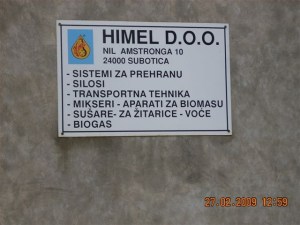 HIMEL D.O.O.
NIL AMSTRONGA 10
24000 SUBOTICA
- SISTEMI ZA PREHRANU
- SILOSI
- TRANSPORTNA TEHNIKA
- MIKSERI - APARATI ZA BIOMASU
- SUŠARE- ZA ŽITARICE - VOĆE
- BIOGAS
27-02-2009 12:59